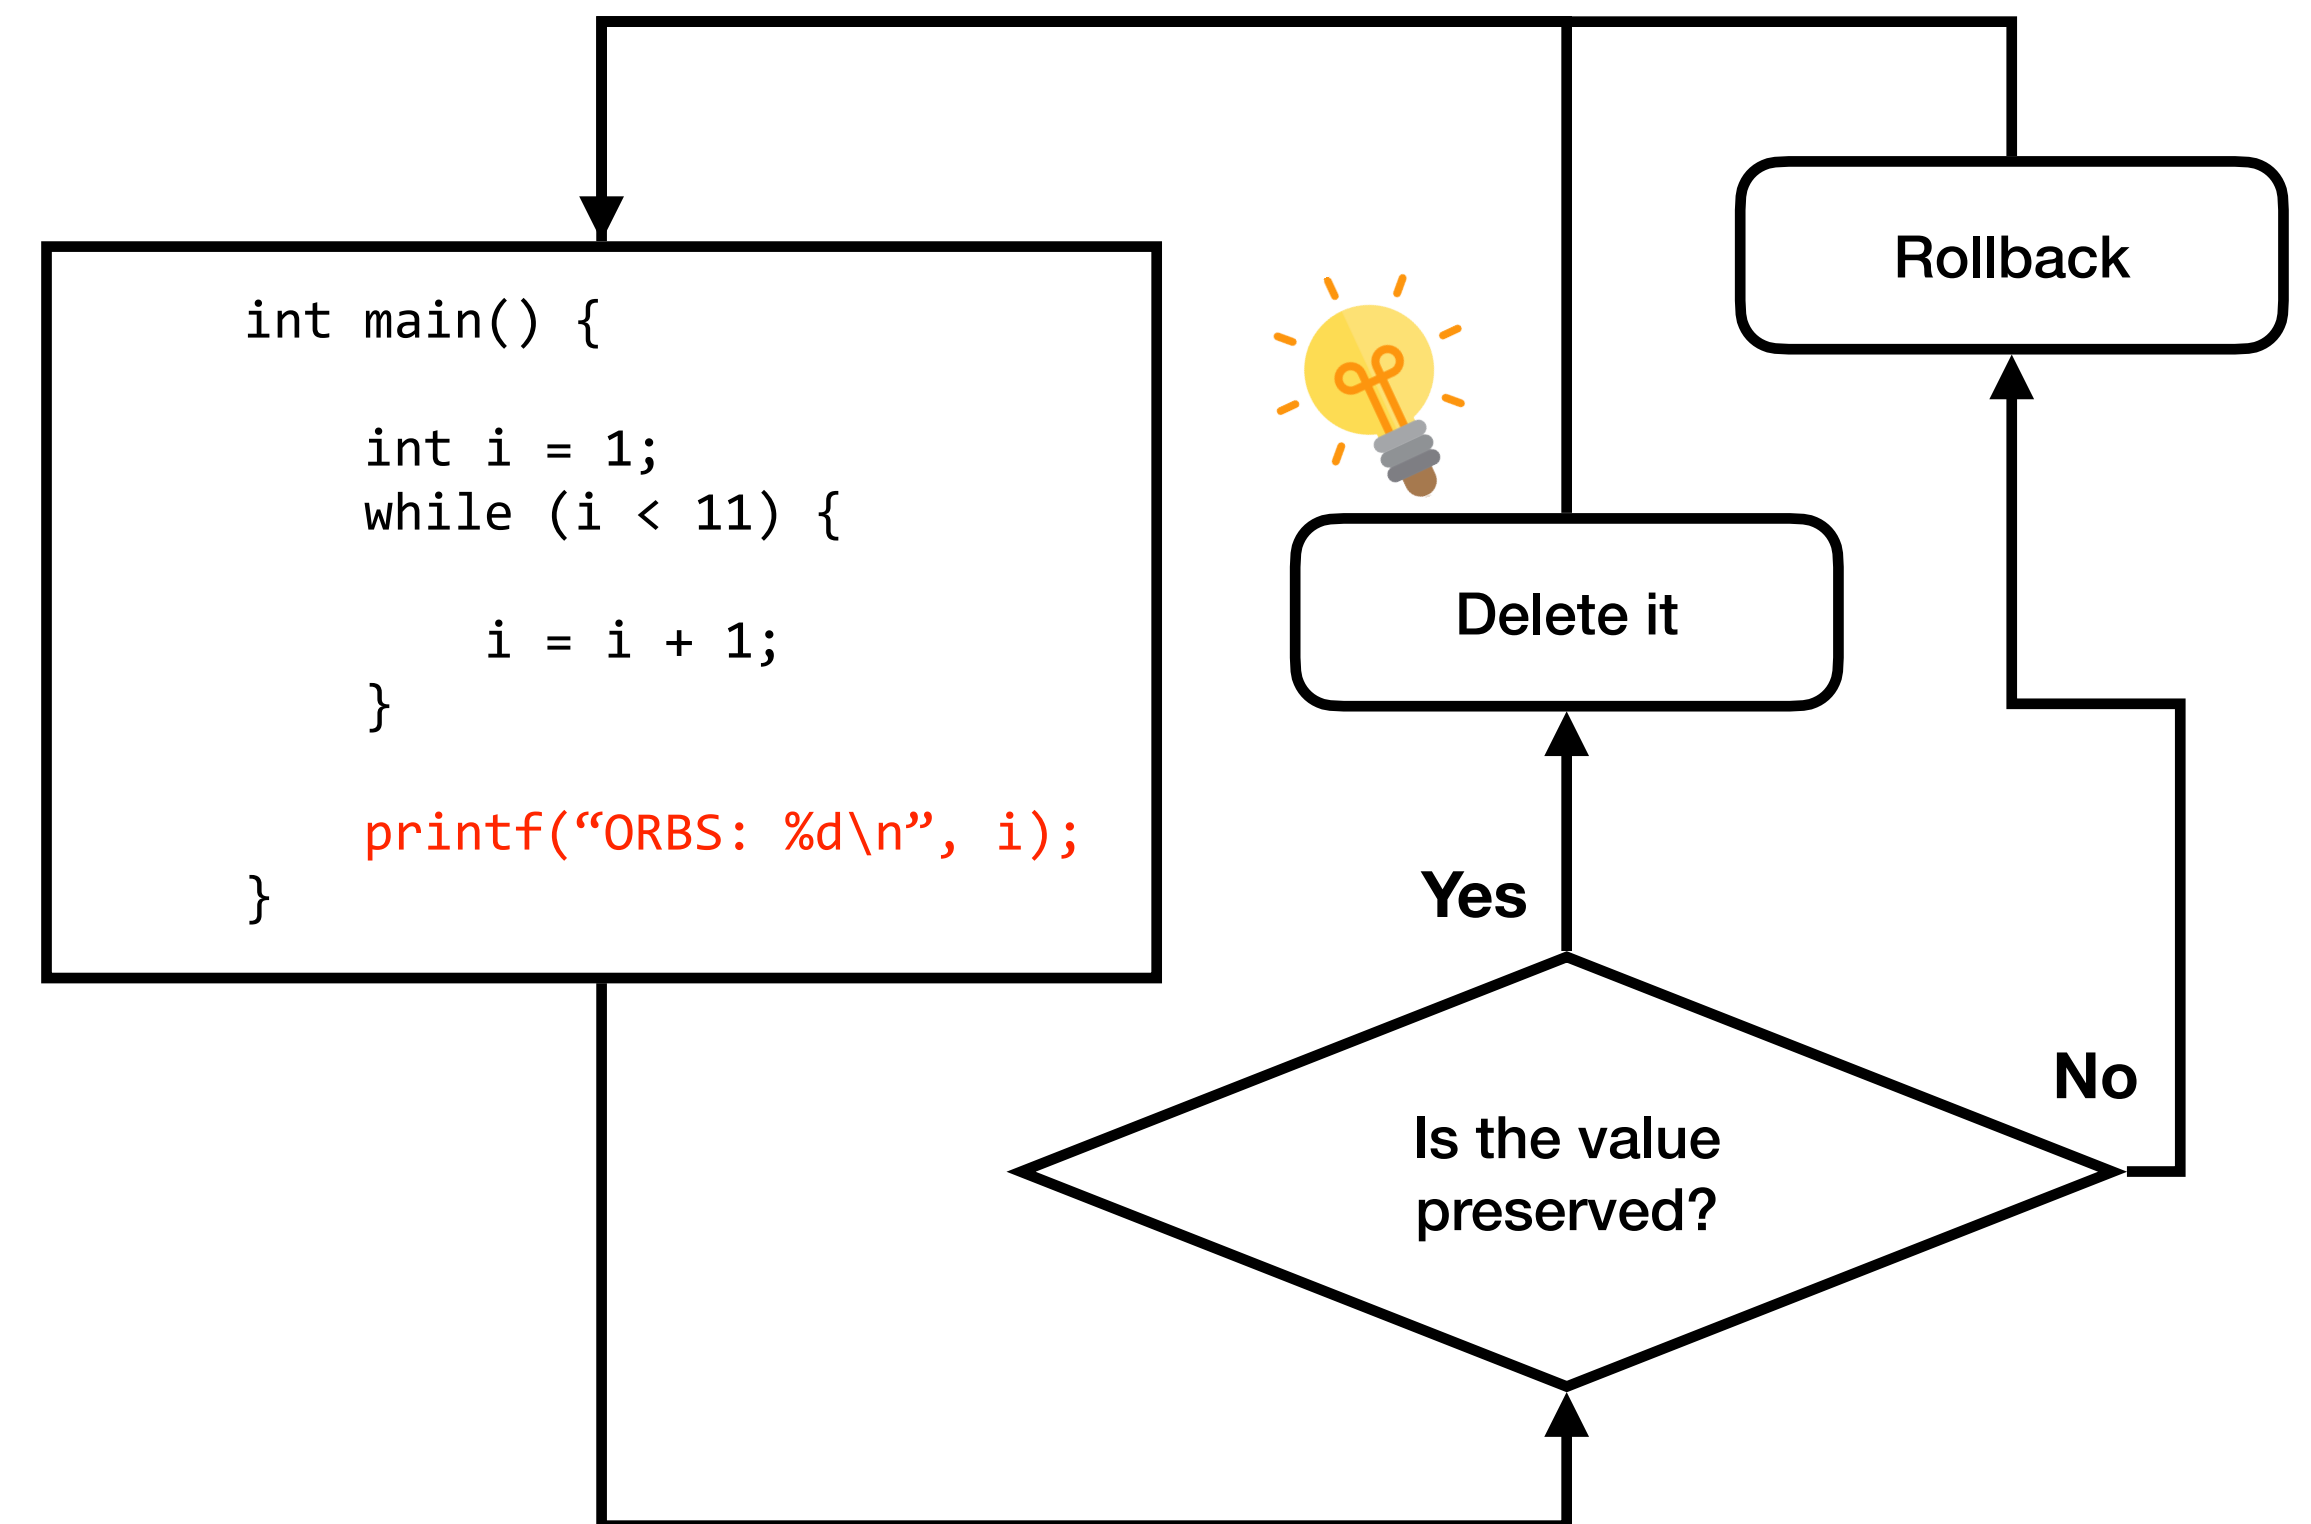 int main() {
int i = 1;
while (i < 11) {
i = i + 1;
}
printf(“ORBS: %d\n”, i);
}
Rollback
Delete it
Yes
No
Is the value
preserved?